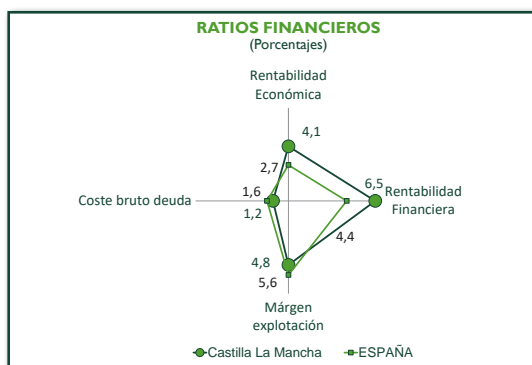 RATIOS FINANCIEROS
(Porcentajes)
Rentabilidad
Económica
4,1
2,7
6,5
Rentabilidad
Financiera
1,6
Coste bruto deuda
1,2
4,4
4,8
5,6
Márgen
explotación
Castilla La Mancha
ESPAÑA